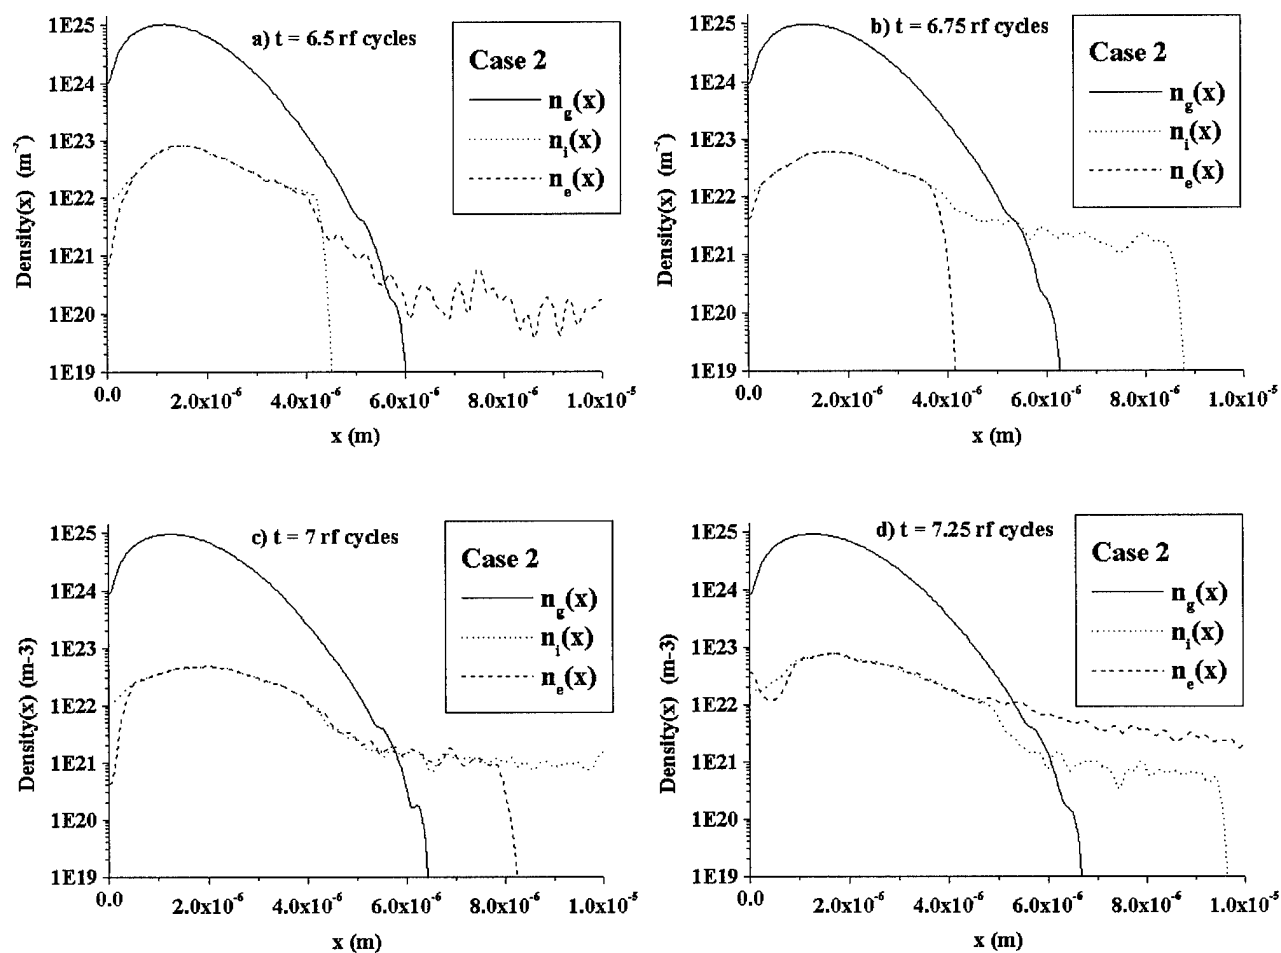 a) t = 6.5 rf cycles
1E25
1E24
1E23
1E22
1E21
1E20
1E19
Density(x) (m⁻³)
Case 2
n_g(x)
n_i(x)
n_e(x)
0.0
2.0x10⁻⁶
4.0x10⁻⁶
6.0x10⁻⁶
8.0x10⁻⁶
1.0x10⁻⁵
x (m)
b) t = 6.75 rf cycles
1E25
1E24
1E23
1E22
1E21
1E20
1E19
Density(x) (m⁻³)
Case 2
n_g(x)
n_i(x)
n_e(x)
0.0
2.0x10⁻⁶
4.0x10⁻⁶
6.0x10⁻⁶
8.0x10⁻⁶
1.0x10⁻⁵
x (m)
c) t = 7 rf cycles
1E25
1E24
1E23
1E22
1E21
1E20
1E19
Density(x) (m-3)
Case 2
n_g(x)
n_i(x)
n_e(x)
0.0
2.0x10⁻⁶
4.0x10⁻⁶
6.0x10⁻⁶
8.0x10⁻⁶
1.0x10⁻⁵
x (m)
d) t = 7.25 rf cycles
1E25
1E24
1E23
1E22
1E21
1E20
1E19
Density(x) (m-3)
Case 2
n_g(x)
n_i(x)
n_e(x)
0.0
2.0x10⁻⁶
4.0x10⁻⁶
6.0x10⁻⁶
8.0x10⁻⁶
1.0x10⁻⁵
x (m)